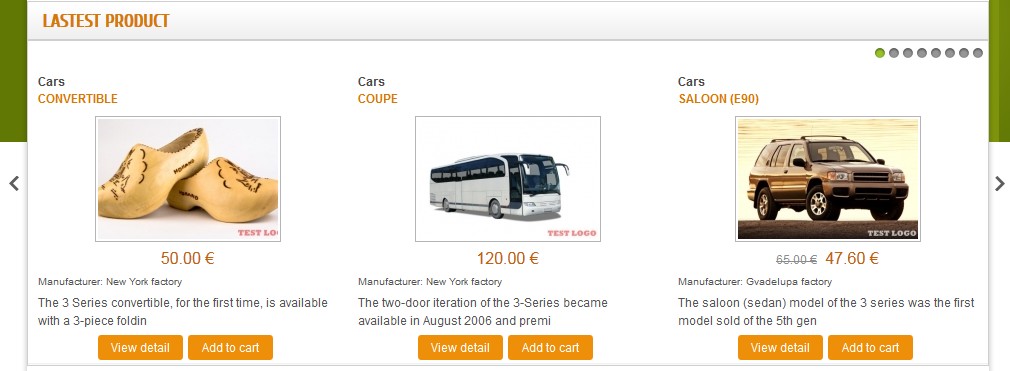 LASTEST PRODUCT
Cars
CONVERTIBLE
Holland
Holland
TEST LOGO
50.00 €
Manufacturer: New York factory
The 3 Series convertible, for the first time, is available
with a 3-piece foldin
View detail
Add to cart
Cars
COUPE
TEST LOGO
120.00 €
Manufacturer: New York factory
The two-door iteration of the 3-Series became
available in August 2006 and premi
View detail
Add to cart
Cars
SALOON (E90)
TEST LOGO
65.00 € 47.60 €
Manufacturer: Gvadelupa factory
The saloon (sedan) model of the 3 series was the first
model sold of the 5th gen
View detail
Add to cart